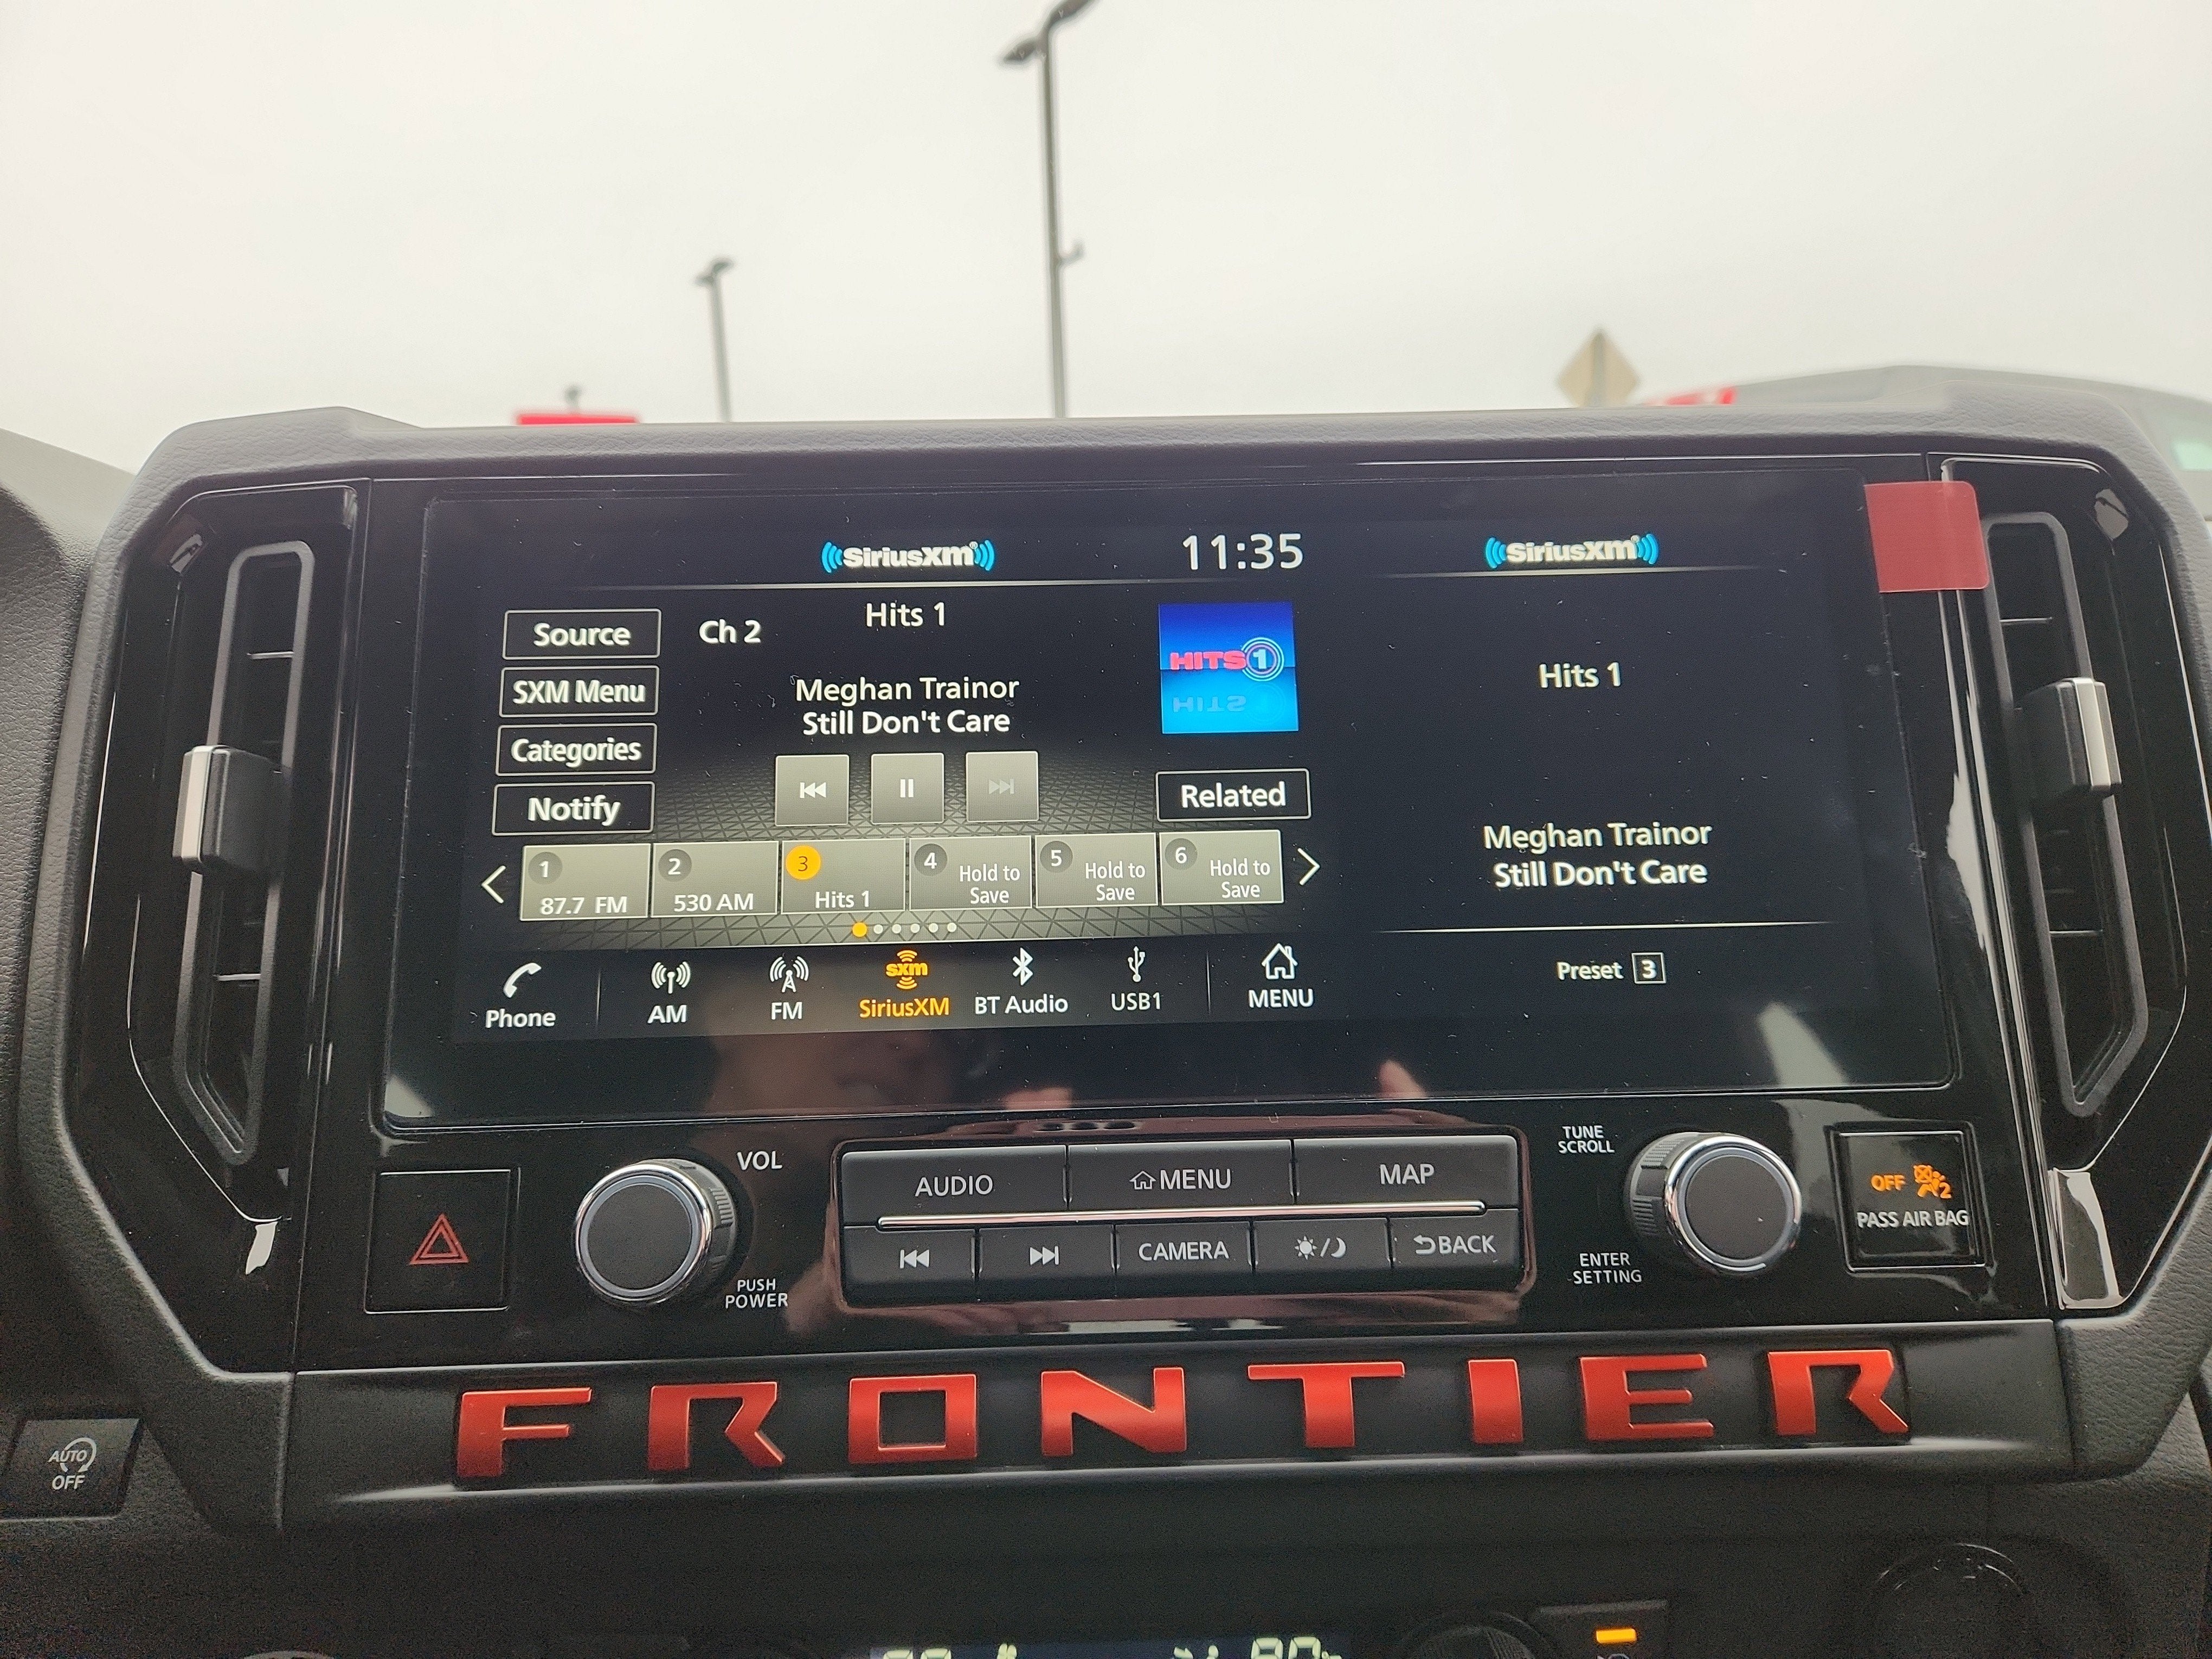 SiriusXM
11:35
SiriusXM
Source
Ch 2
Hits 1
HITS 1
SXM Menu
Meghan Trainor
Still Don't Care
Hits 1
Categories
Notify
Related
Meghan Trainor
Still Don't Care
1
87.7 FM
2
530 AM
3
Hits 1
4
Hold to
Save
5
Hold to
Save
6
Hold to
Save
Preset 3
Phone
AM
FM
sxm
SiriusXM
BT Audio
USB1
MENU
VOL
PUSH
POWER
AUDIO
MENU
MAP
CAMERA
BACK
TUNE
SCROLL
ENTER
SETTING
OFF 2
PASS AIR BAG
FRONTIER
AUTO
OFF